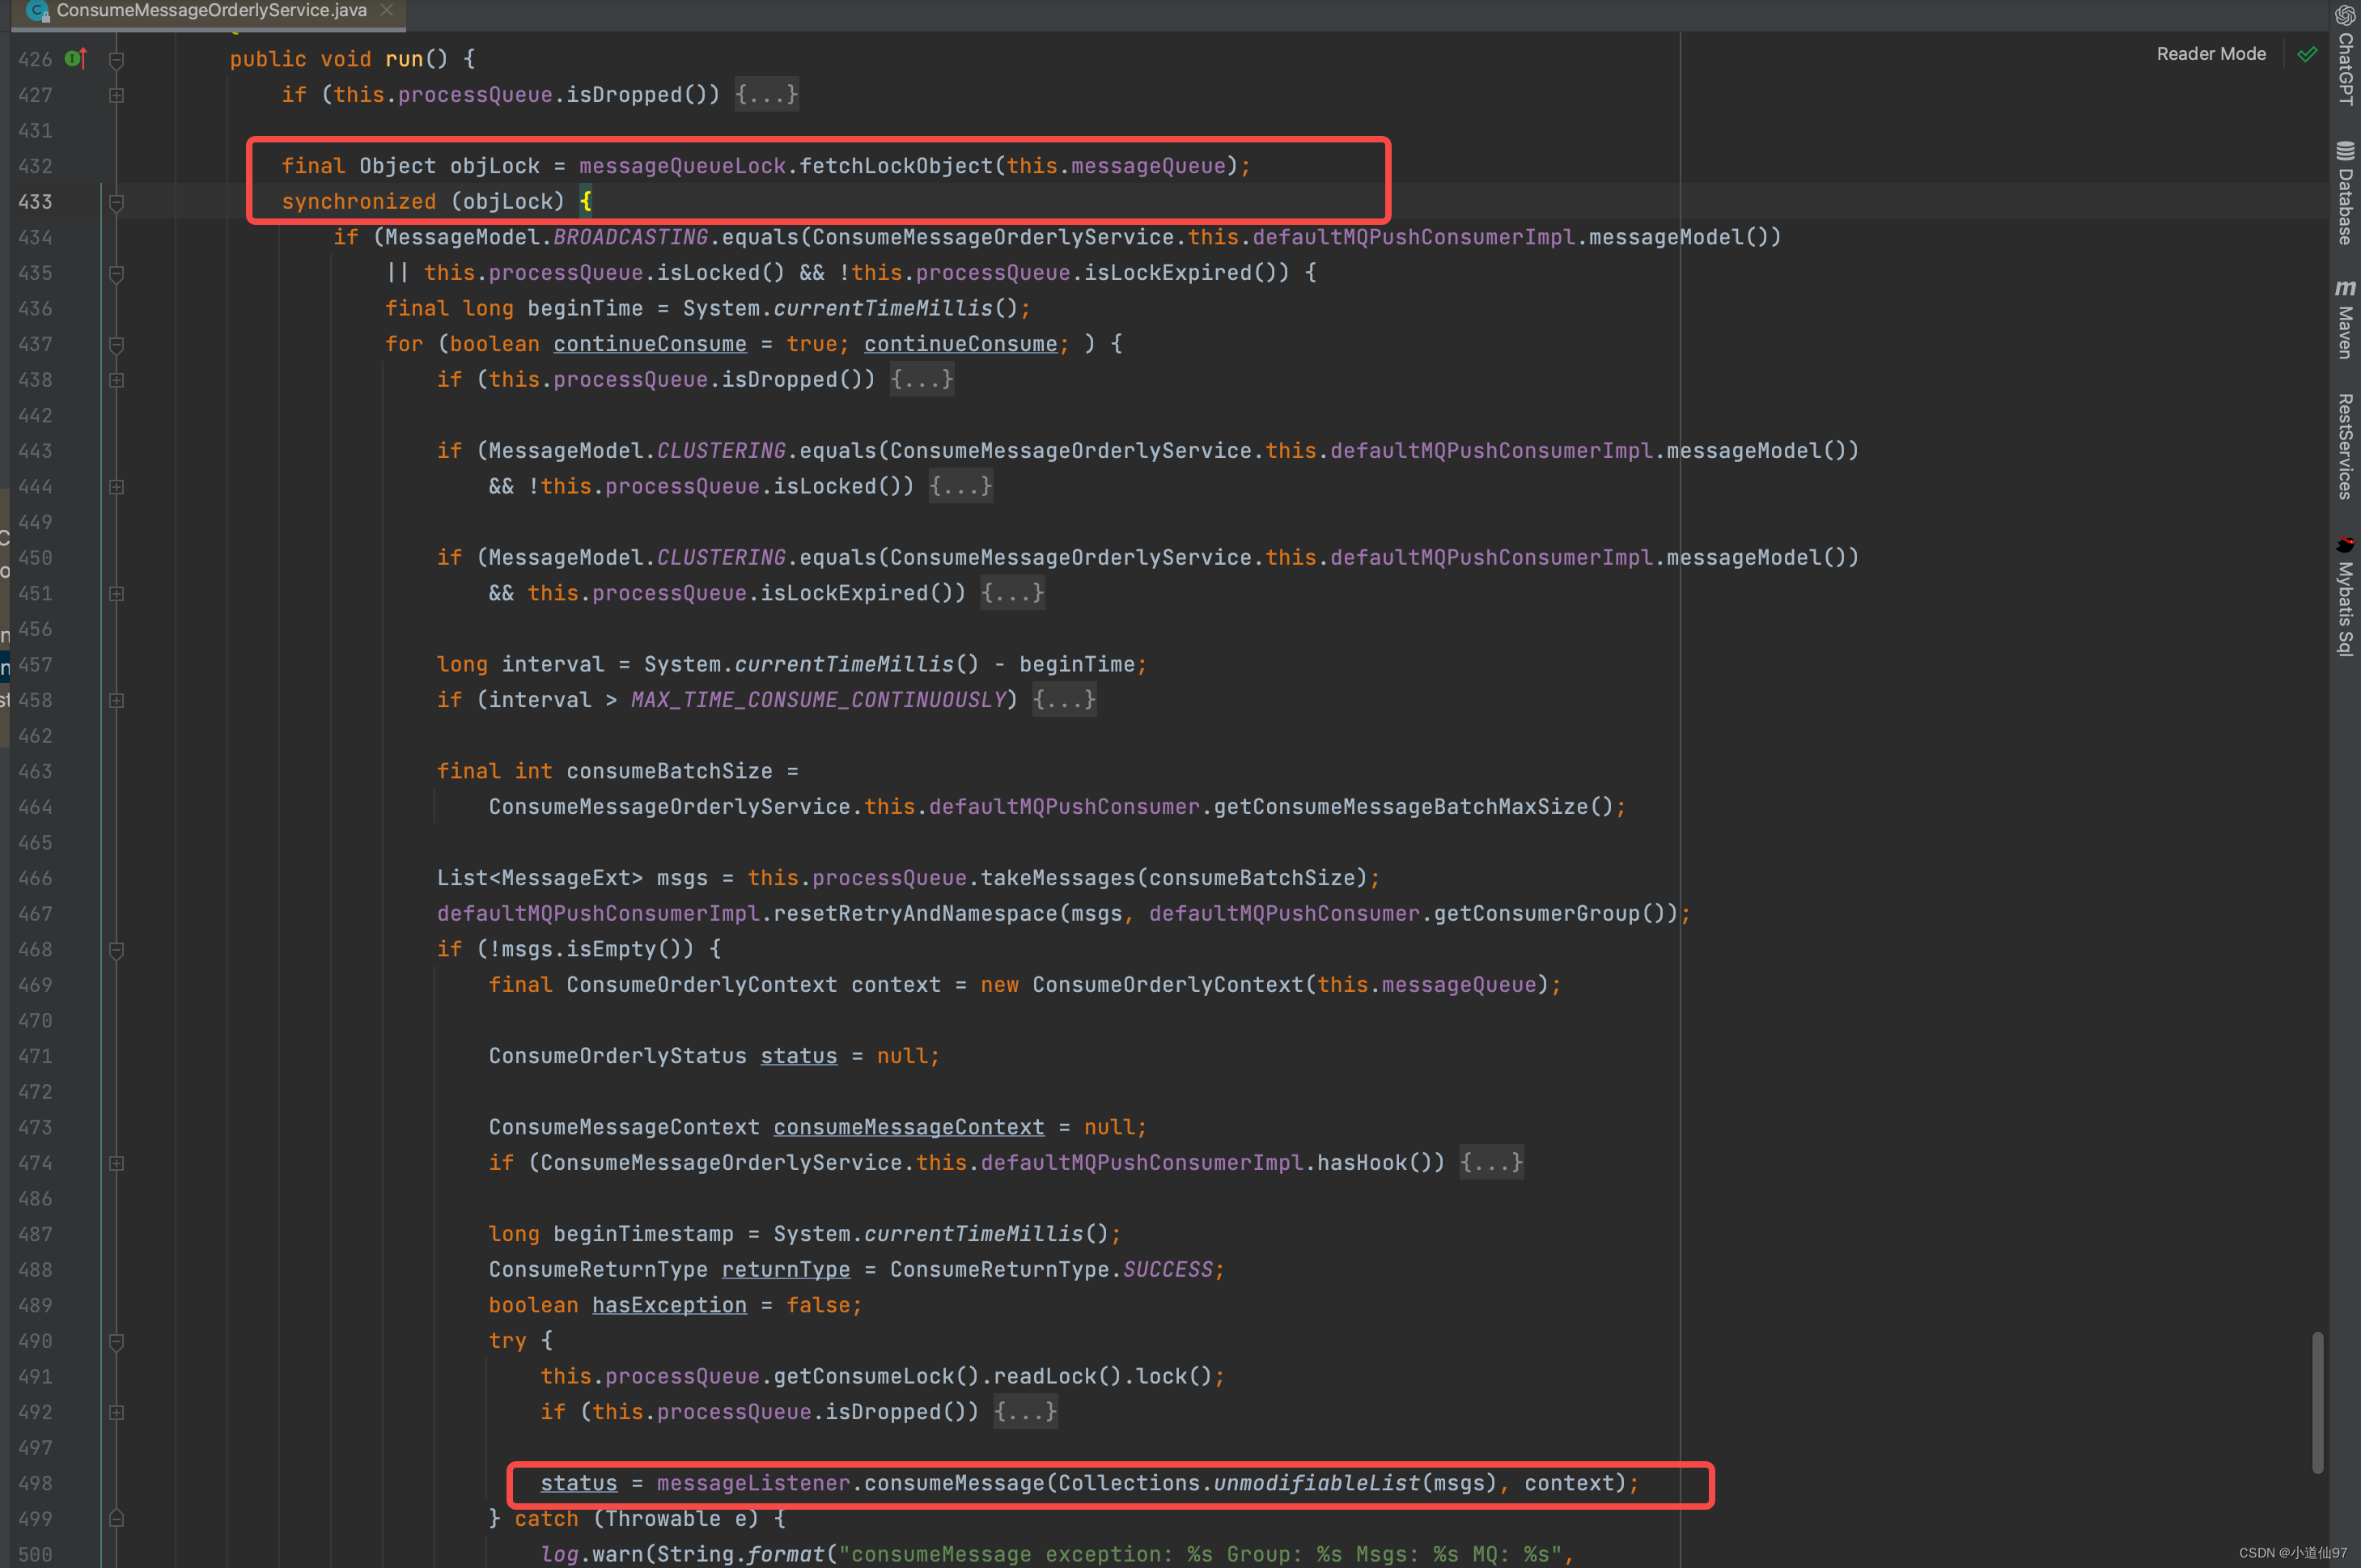 ConsumeMessageOrderlyService.java
Reader Mode
426 public void run() {
427 if (this.processQueue.isDropped()) {...}
431
432 final Object objLock = messageQueueLock.fetchLockObject(this.messageQueue);
433 synchronized (objLock) {
434 if (MessageModel.BROADCASTING.equals(ConsumeMessageOrderlyService.this.defaultMQPushConsumerImpl.messageModel())
435 || this.processQueue.isLocked() && !this.processQueue.isLockExpired()) {
436 final long beginTime = System.currentTimeMillis();
437 for (boolean continueConsume = true; continueConsume; ) {
438 if (this.processQueue.isDropped()) {...}
442
443 if (MessageModel.CLUSTERING.equals(ConsumeMessageOrderlyService.this.defaultMQPushConsumerImpl.messageModel())
444 && !this.processQueue.isLocked()) {...}
449
450 if (MessageModel.CLUSTERING.equals(ConsumeMessageOrderlyService.this.defaultMQPushConsumerImpl.messageModel())
451 && this.processQueue.isLockExpired()) {...}
456
457 long interval = System.currentTimeMillis() - beginTime;
458 if (interval > MAX_TIME_CONSUME_CONTINUOUSLY) {...}
462
463 final int consumeBatchSize =
464 ConsumeMessageOrderlyService.this.defaultMQPushConsumer.getConsumeMessageBatchMaxSize();
465
466 List<MessageExt> msgs = this.processQueue.takeMessages(consumeBatchSize);
467 defaultMQPushConsumerImpl.resetRetryAndNamespace(msgs, defaultMQPushConsumer.getConsumerGroup());
468 if (!msgs.isEmpty()) {
469 final ConsumeOrderlyContext context = new ConsumeOrderlyContext(this.messageQueue);
470
471 ConsumeOrderlyStatus status = null;
472
473 ConsumeMessageContext consumeMessageContext = null;
474 if (ConsumeMessageOrderlyService.this.defaultMQPushConsumerImpl.hasHook()) {...}
486
487 long beginTimestamp = System.currentTimeMillis();
488 ConsumeReturnType returnType = ConsumeReturnType.SUCCESS;
489 boolean hasException = false;
490 try {
491 this.processQueue.getConsumeLock().readLock().lock();
492 if (this.processQueue.isDropped()) {...}
497
498 status = messageListener.consumeMessage(Collections.unmodifiableList(msgs), context);
499 } catch (Throwable e) {
500 log.warn(String.format("consumeMessage exception: %s Group: %s Msgs: %s MQ: %s",
ChatGPT
Database
Maven
RestServices
Mybatis Sql
CSDN @小道仙97